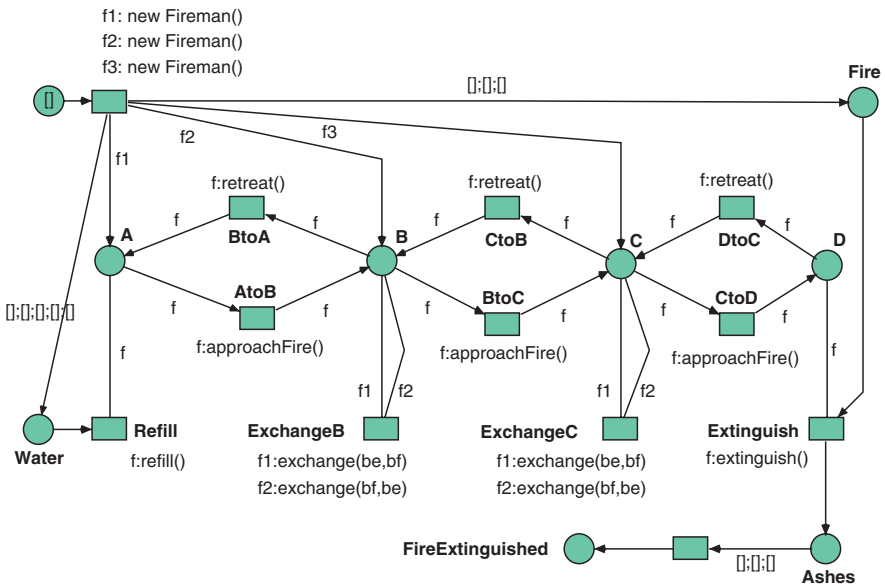 f1: new Fireman()
f2: new Fireman()
f3: new Fireman()
[]
[];[];[]
Fire
f1
f2
f3
f:retreat()
f:retreat()
f:retreat()
f
f
f
f
f
f
A
BtoA
B
CtoB
C
DtoC
D
AtoB
BtoC
CtoD
f
f
f
f
f
f
[];[];[];[];[]
f:approachFire()
f:approachFire()
f:approachFire()
f
f
f1
f2
f1
f2
Water
Refill
ExchangeB
ExchangeC
Extinguish
f:refill()
f1:exchange(be,bf)
f2:exchange(bf,be)
f1:exchange(be,bf)
f2:exchange(bf,be)
f:extinguish()
FireExtinguished
[];[];[]
Ashes